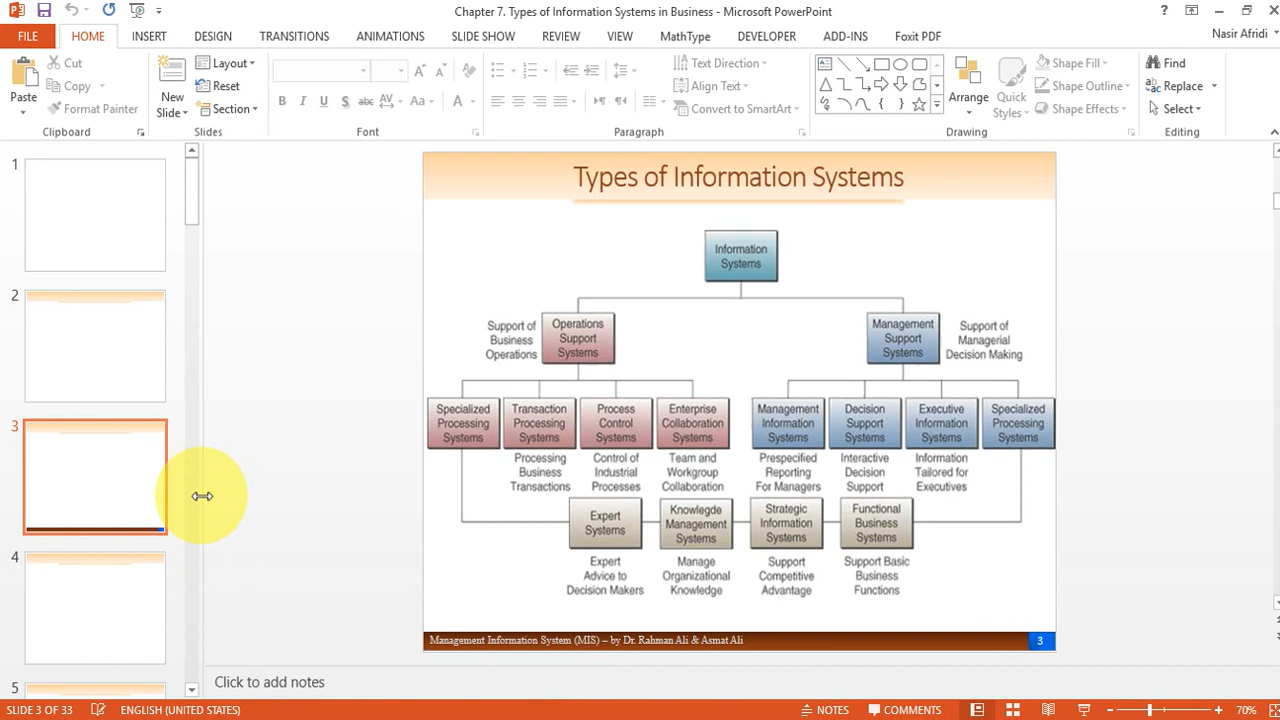 Chapter 7. Types of Information Systems in Business - Microsoft PowerPoint
?
FILE HOME INSERT DESIGN TRANSITIONS ANIMATIONS SLIDE SHOW REVIEW VIEW MathType DEVELOPER ADD-INS Foxit PDF
Nasir Afridi
Paste
Cut
Copy
Format Painter
Clipboard
New
Slide
Layout
Reset
Section
Slides
B I U S abc AV Aa A
Font
Text Direction
Align Text
Convert to SmartArt
Paragraph
Arrange
Quick
Styles
Shape Fill
Shape Outline
Shape Effects
Drawing
Find
Replace
Select
Editing
1
2
3
4
5
Types of Information Systems
Information
Systems
Support of
Business
Operations
Operations
Support
Systems
Management
Support
Systems
Support of
Managerial
Decision Making
Specialized
Processing
Systems
Transaction
Processing
Systems
Process
Control
Systems
Enterprise
Collaboration
Systems
Management
Information
Systems
Decision
Support
Systems
Executive
Information
Systems
Specialized
Processing
Systems
Processing
Business
Transactions
Control of
Industrial
Processes
Team and
Workgroup
Collaboration
Prespecified
Reporting
For Managers
Interactive
Decision
Support
Information
Tailored for
Executives
Expert
Systems
Knowlegde
Management
Systems
Strategic
Information
Systems
Functional
Business
Systems
Expert
Advice to
Decision Makers
Manage
Organizational
Knowledge
Support
Competitive
Advantage
Support Basic
Business
Functions
Management Information System (MIS) – by Dr. Rahman Ali & Asmat Ali
3
Click to add notes
SLIDE 3 OF 33 ENGLISH (UNITED STATES) NOTES COMMENTS 70%